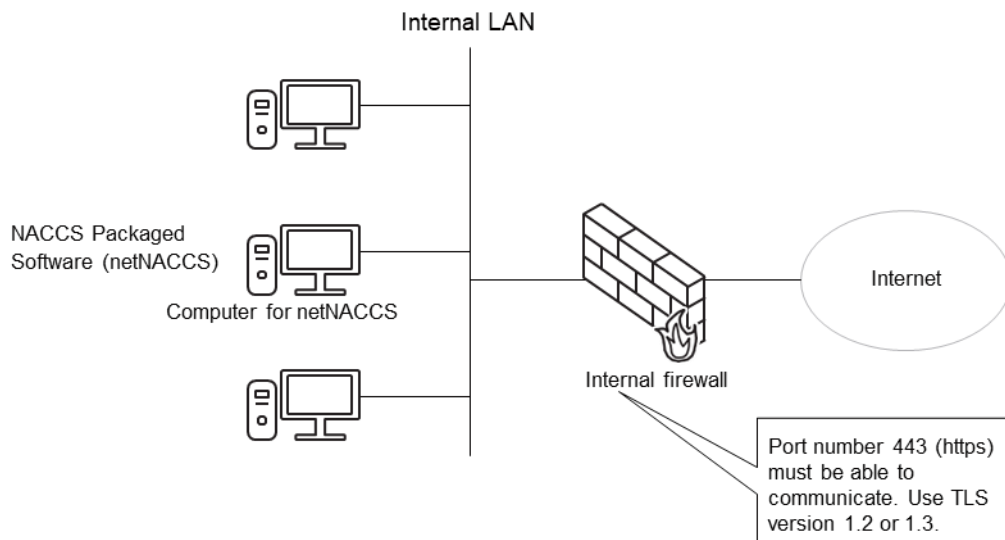 Internal LAN
NACCS Packaged
Software (netNACCS)
Computer for netNACCS
Internet
Internal firewall
Port number 443 (https)
must be able to
communicate. Use TLS
version 1.2 or 1.3.